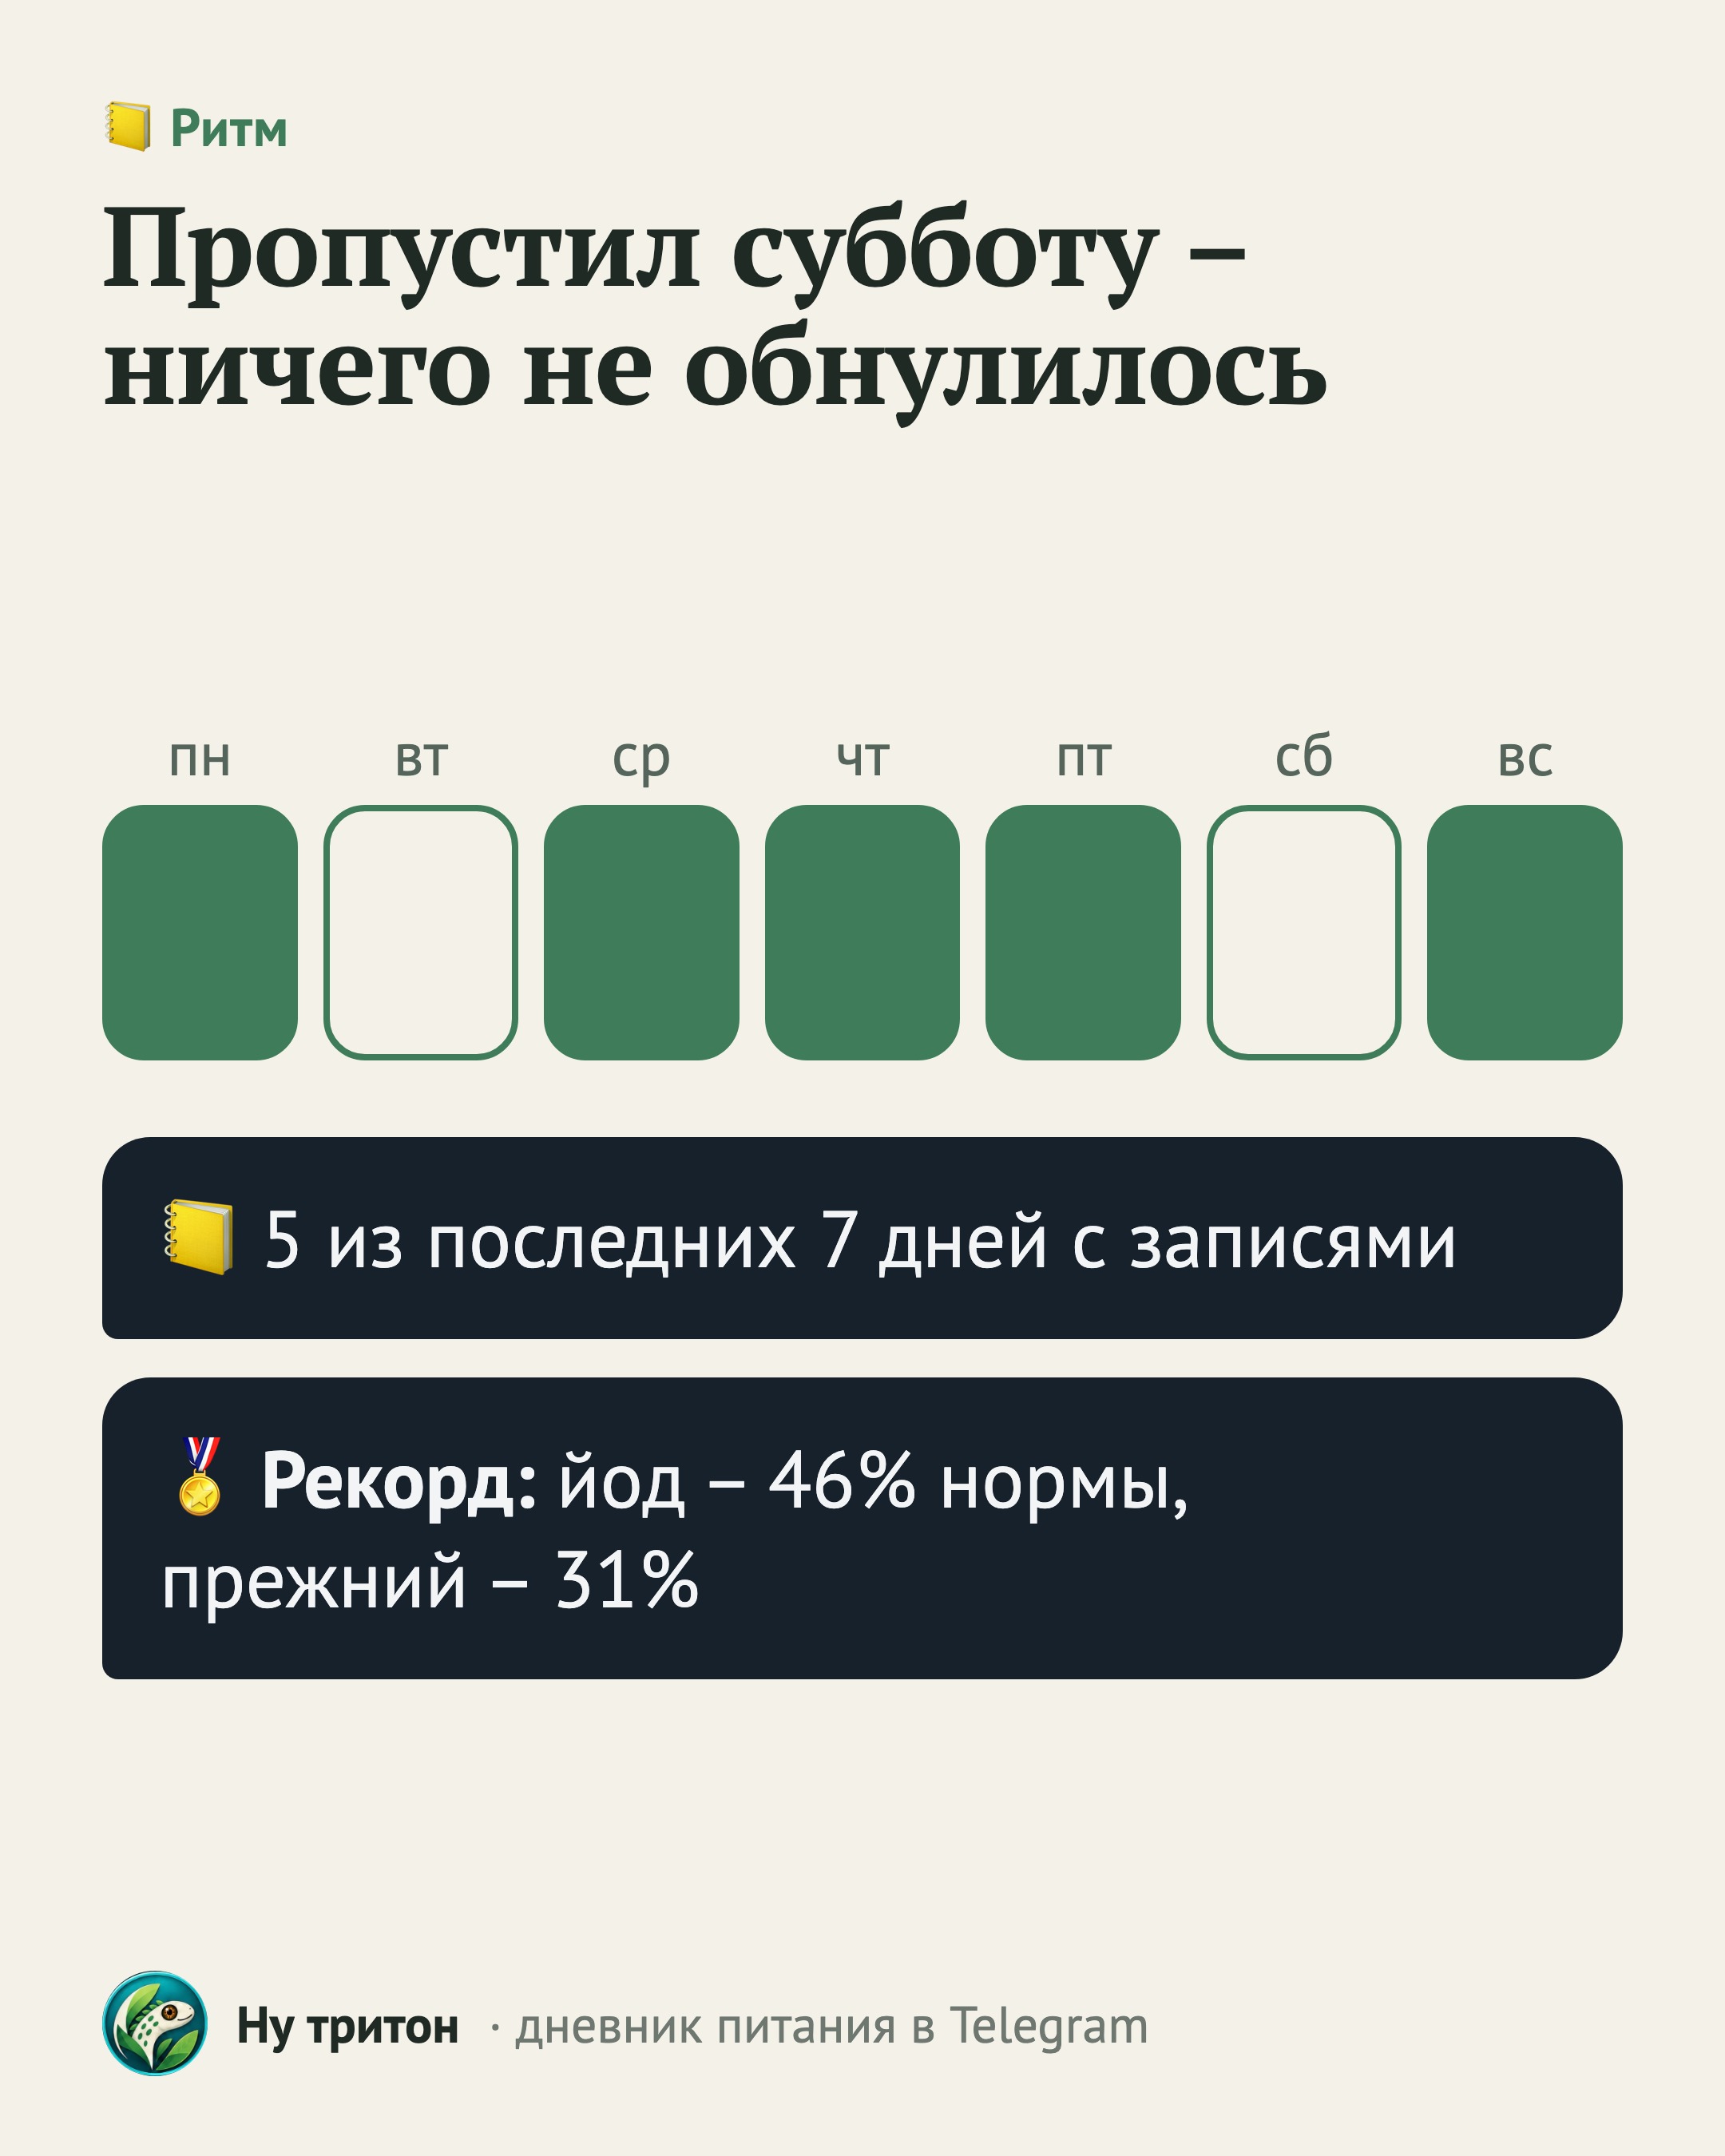 Ритм
Пропустил субботу –
ничего не обнулилось
пн вт ср чт пт сб вс
5 из последних 7 дней с записями
Рекорд: йод – 46% нормы,
прежний – 31%
Ну тритон · дневник питания в Telegram